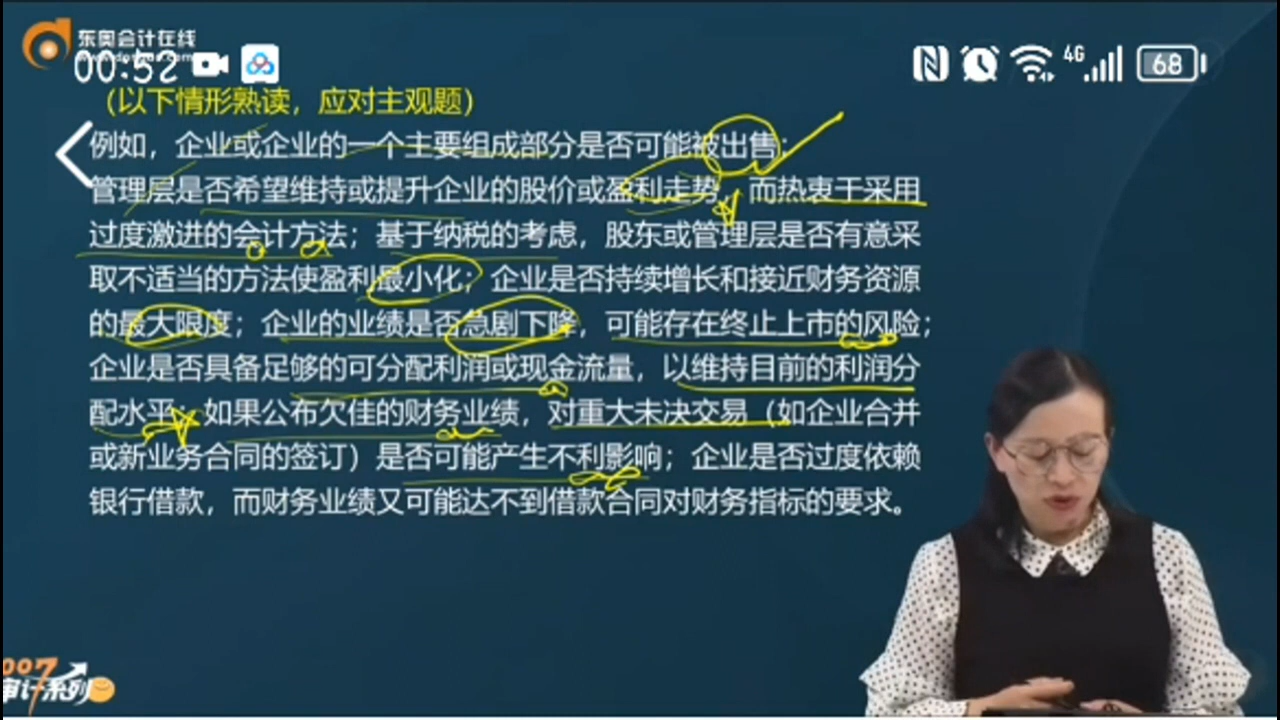 东奥会计在线
00:52
4G
68
（以下情形熟读，应对主观题）
例如，企业或企业的一个主要组成部分是否可能被出售；
管理层是否希望维持或提升企业的股价或盈利走势，而热衷于采用
过度激进的会计方法；基于纳税的考虑，股东或管理层是否有意采
取不适当的方法使盈利最小化；企业是否持续增长和接近财务资源
的最大限度；企业的业绩是否急剧下降，可能存在终止上市的风险；
企业是否具备足够的可分配利润或现金流量，以维持目前的利润分
配水平；如果公布欠佳的财务业绩，对重大未决交易（如企业合并
或新业务合同的签订）是否可能产生不利影响；企业是否过度依赖
银行借款，而财务业绩又可能达不到借款合同对财务指标的要求。
007
审计系列